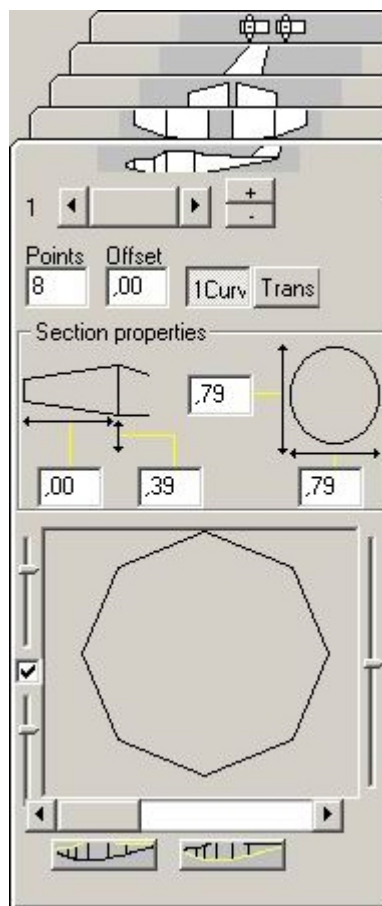 1
+
-
Points Offset
8 ,00 1Curv Trans
Section properties
,79
,00 ,39 ,79